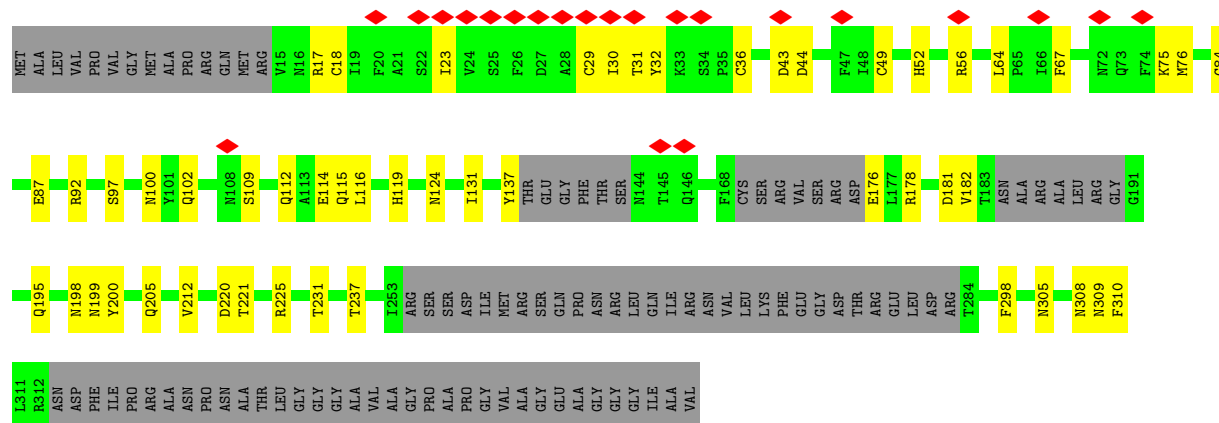 MET ALA LEU VAL PRO VAL GLY MET ALA PRO ARG GLN MET ARG V15 N16 R17 C18 I19 F20 A21 S22 I23 V24 S25 F26 D27 A28 C29 I30 T31 Y32 K33 S34 P35 C36 D43 D44 F47 I48 C49 H52 R56 L64 P65 I66 F67 N72 Q73 F74 K75 M76
E87 R92 S97 N100 Y101 Q102 N108 S109 Q112 A113 E114 Q115 L116 H119 N124 I131 Y137 THR GLU GLY PHE THR SER N144 T145 Q146 F168 CYS SER ARG VAL SER ARG ASP E176 L177 R178 D181 V182 T183 ASN ALA ARG ALA LEU ARG GLY G191
Q195 N198 N199 Y200 Q205 V212 D220 T221 R225 T231 T237 I253 ARG SER SER ASP ILE MET ARG SER GLN PRO ASN ARG LEU GLN ILE ARG ASN VAL LEU LYS PHE GLU GLY ASP THR ARG GLU LEU ASP ARG T284 F298 N305 N308 N309 F310
L311 R312 ASN ASP PHE ILE PRO ARG ALA ASN PRO ASN ALA THR LEU GLY GLY GLY ALA VAL ALA GLY PRO ALA PRO GLY VAL ALA GLY GLU ALA GLY GLY GLY ILE ALA VAL